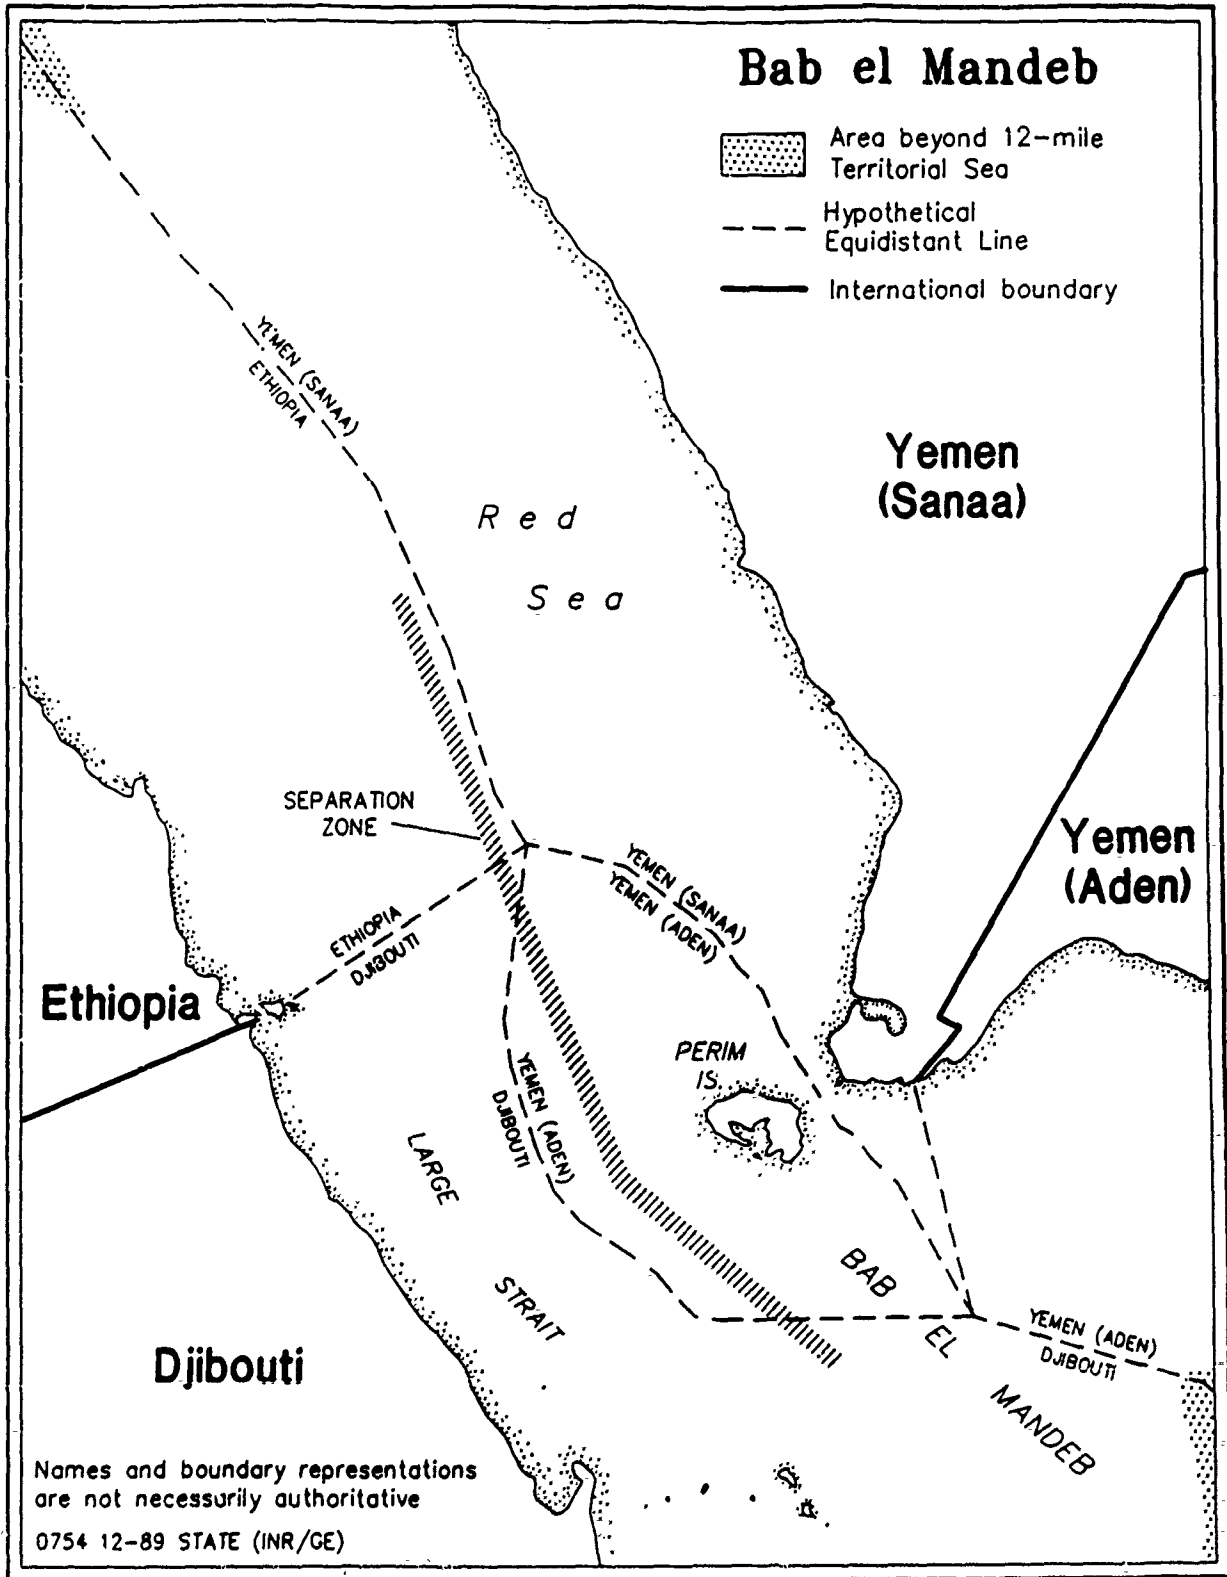 Bab el Mandeb
Area beyond 12-mile
Territorial Sea
Hypothetical
Equidistant Line
International boundary
YEMEN (SANAA)
ETHIOPIA
Red
Sea
Yemen
(Sanaa)
SEPARATION
ZONE
YEMEN (SANAA)
YEMEN (ADEN)
Yemen
(Aden)
ETHIOPIA
DJIBOUTI
Ethiopia
PERIM
IS.
YEMEN (ADEN)
DJIBOUTI
LARGE
STRAIT
BAB
EL
MANDEB
YEMEN (ADEN)
DJIBOUTI
Djibouti
Names and boundary representations
are not necessurily authoritative
0754 12-89 STATE (INR/GE)